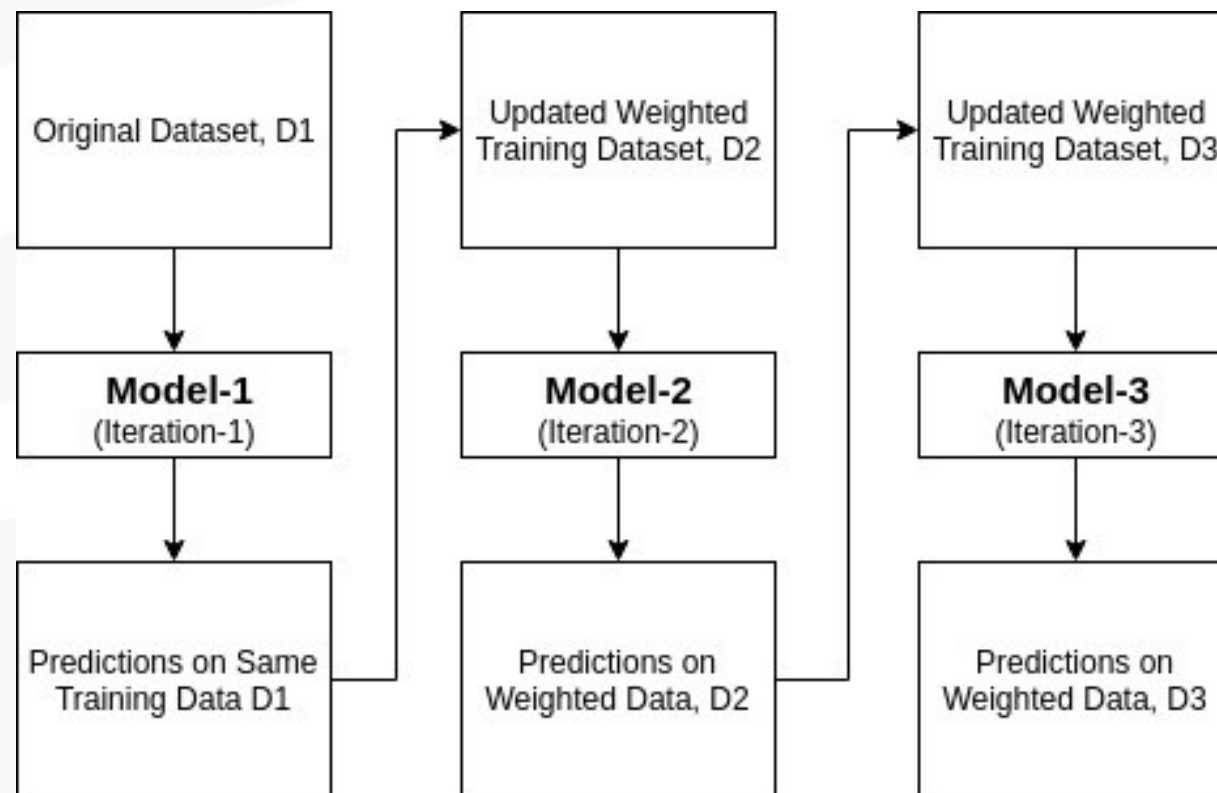 Original Dataset, D1
Updated Weighted
Training Dataset, D2
Updated Weighted
Training Dataset, D3
Model-1
(Iteration-1)
Model-2
(Iteration-2)
Model-3
(Iteration-3)
Predictions on Same
Training Data D1
Predictions on
Weighted Data, D2
Predictions on
Weighted Data, D3